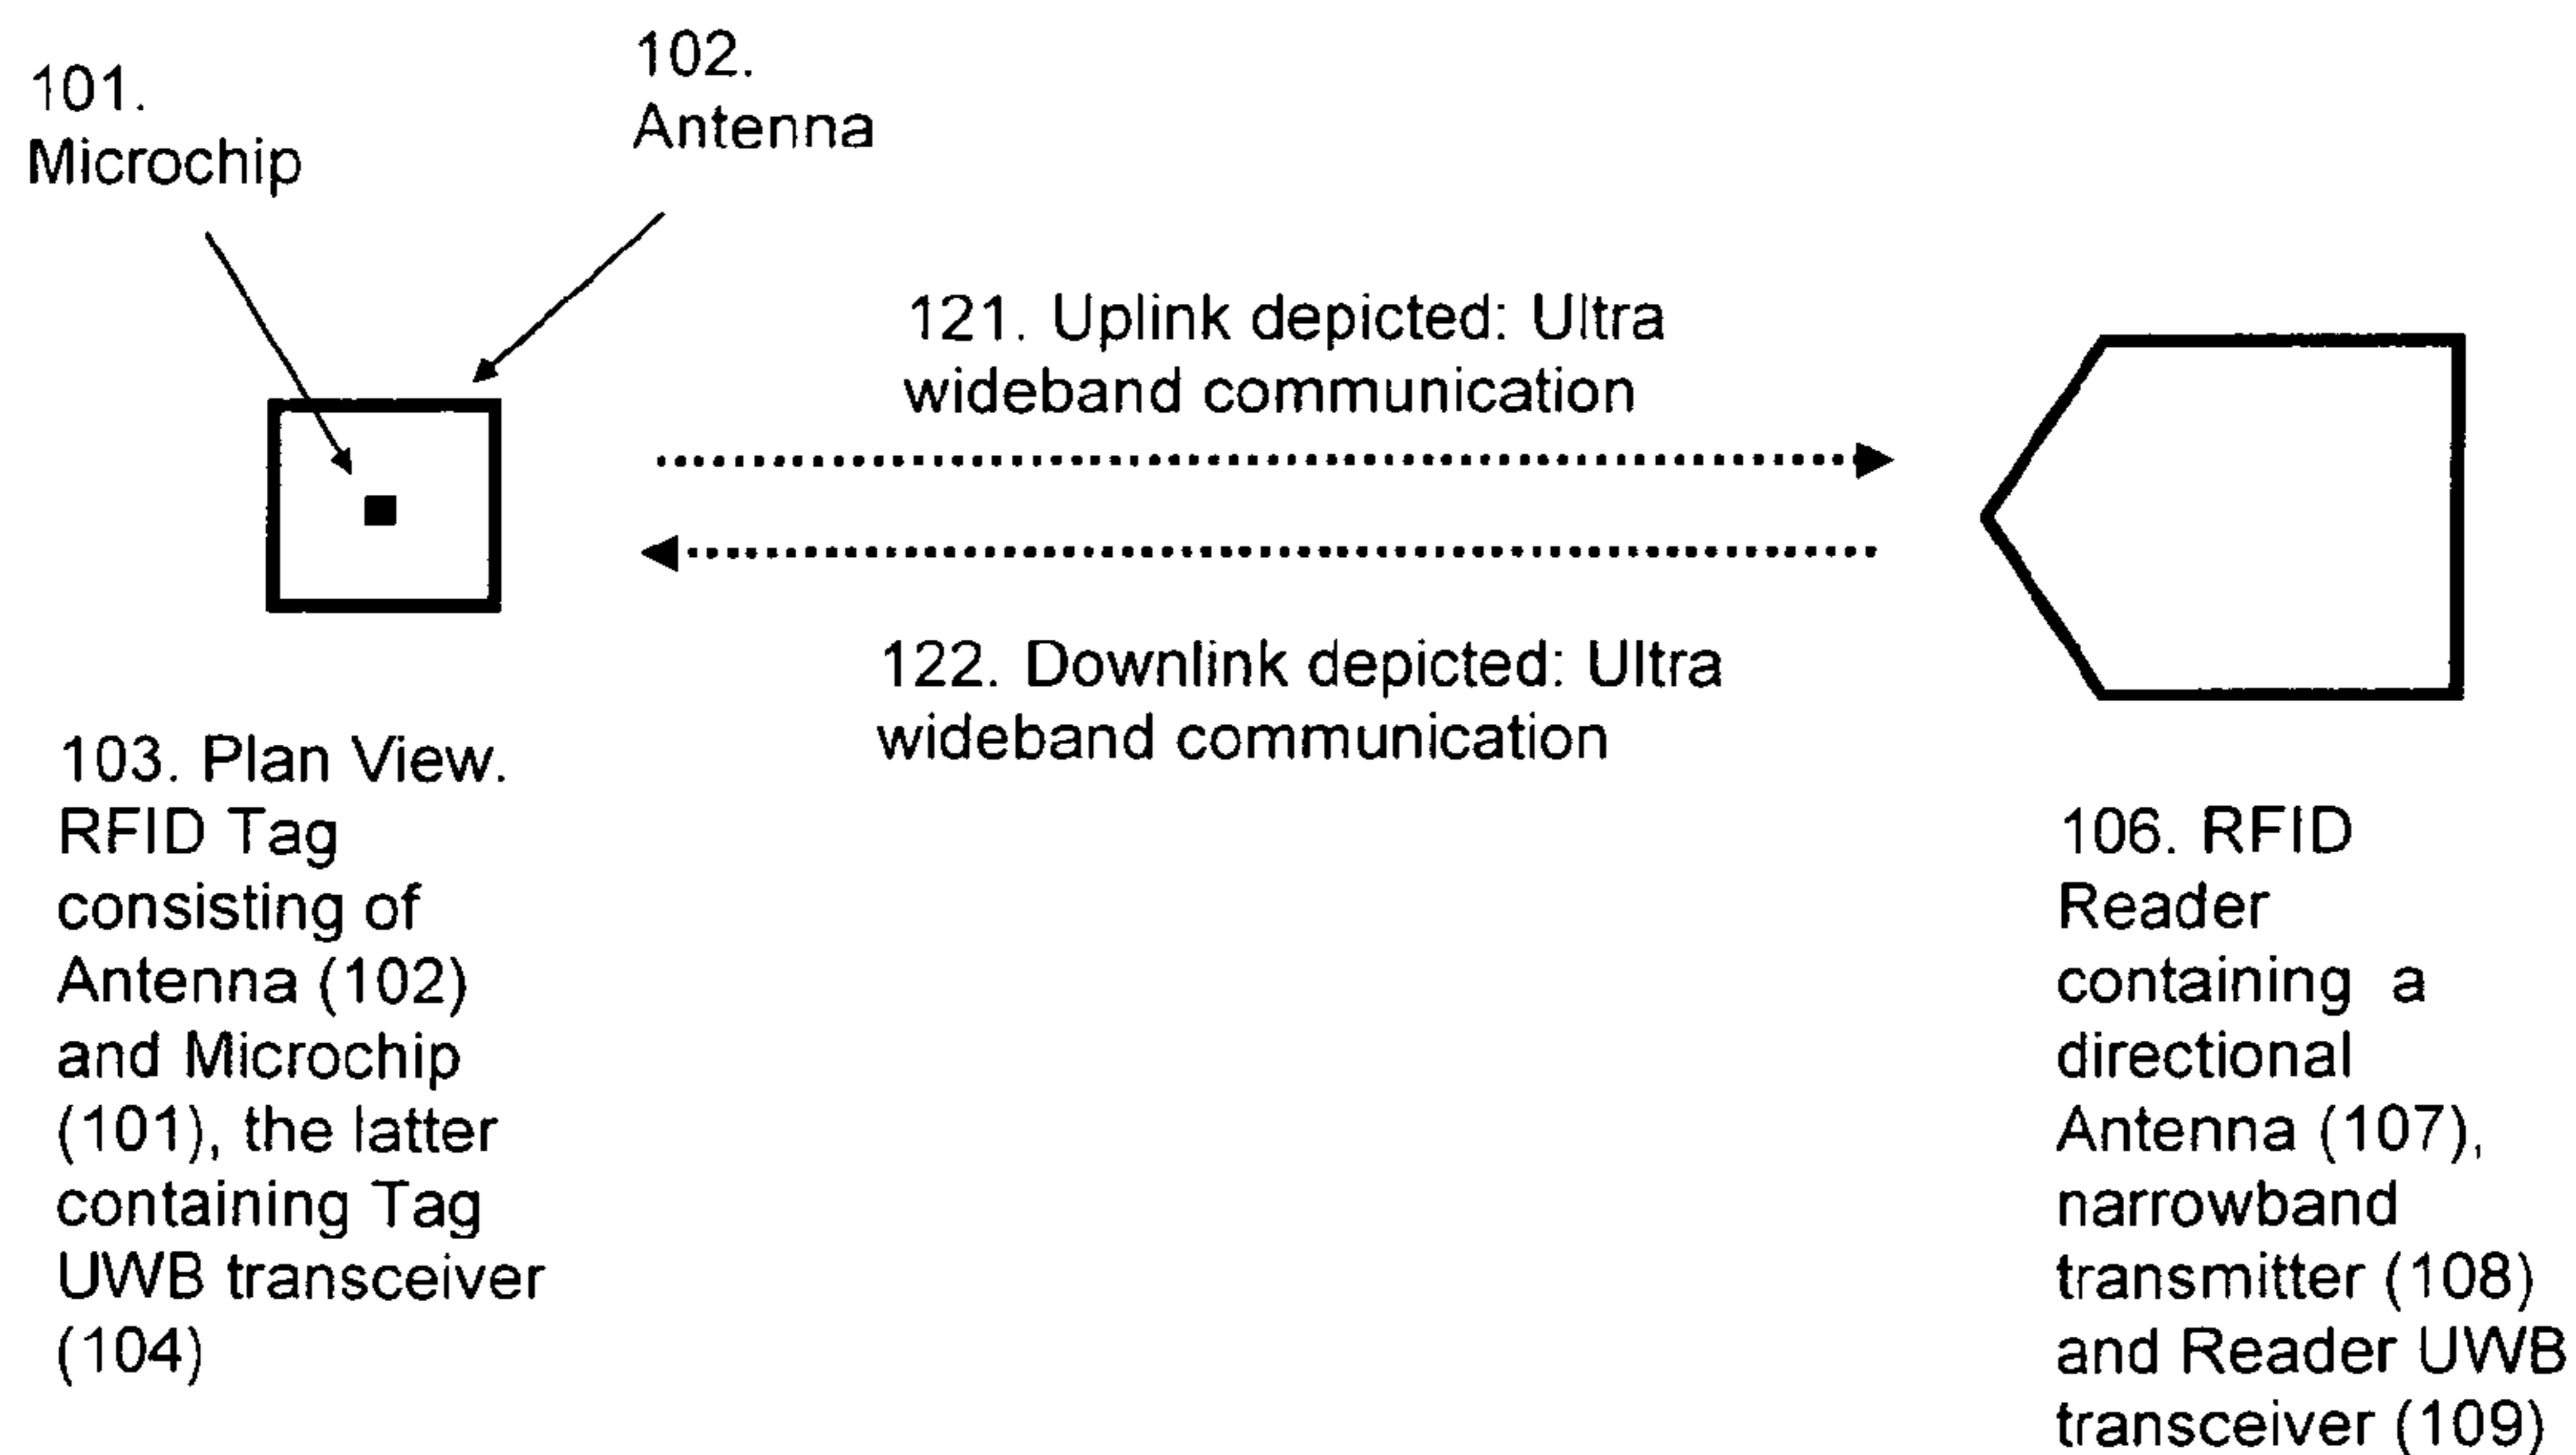 101.
Microchip
102.
Antenna
121. Uplink depicted: Ultra
wideband communication
122. Downlink depicted: Ultra
wideband communication
103. Plan View.
RFID Tag
consisting of
Antenna (102)
and Microchip
(101), the latter
containing Tag
UWB transceiver
(104)
106. RFID
Reader
containing a
directional
Antenna (107),
narrowband
transmitter (108)
and Reader UWB
transceiver (109)